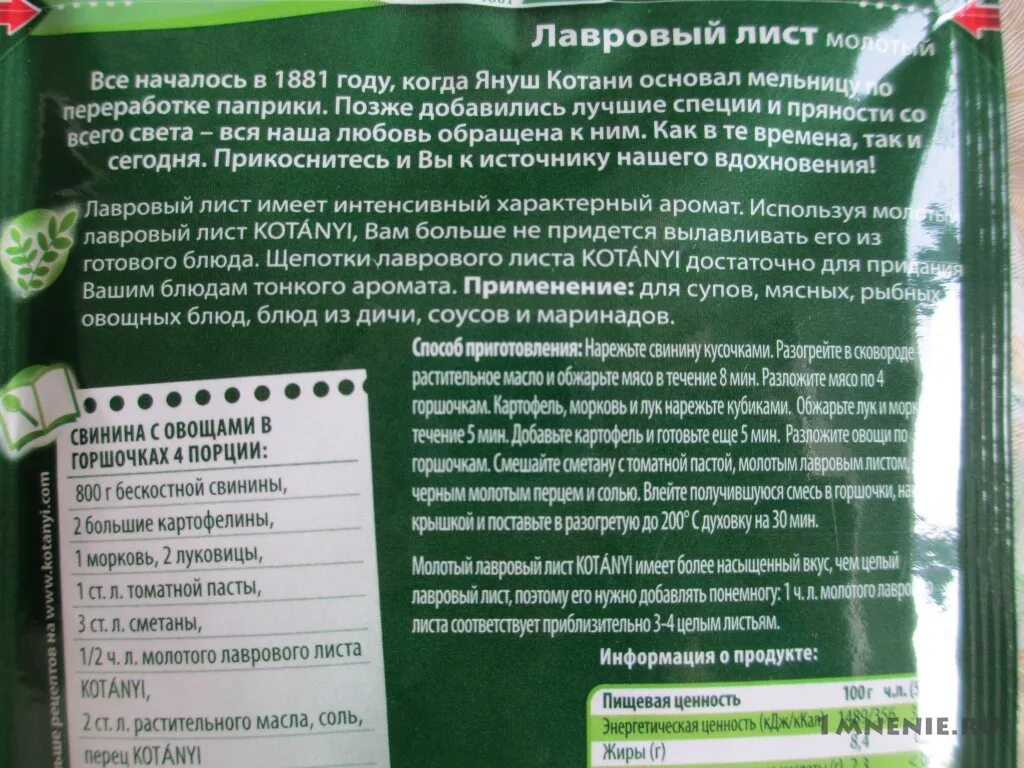 Лавровый лист молотый
Все началось в 1881 году, когда Януш Котани основал мельницу по
переработке паприки. Позже добавились лучшие специи и пряности со
всего света – вся наша любовь обращена к ним. Как в те времена, так и
сегодня. Прикоснитесь и Вы к источнику нашего вдохновения!
Лавровый лист имеет интенсивный характерный аромат. Используя молотый
лавровый лист KOTÁNYI, Вам больше не придется вылавливать его из
готового блюда. Щепотки лаврового листа KOTÁNYI достаточно для придания
Вашим блюдам тонкого аромата. Применение: для супов, мясных, рыбных,
овощных блюд, блюд из дичи, соусов и маринадов.
СВИНИНА С ОВОЩАМИ В
ГОРШОЧКАХ 4 ПОРЦИИ:
800 г бескостной свинины,
2 большие картофелины,
1 морковь, 2 луковицы,
1 ст. л. томатной пасты,
3 ст. л. сметаны,
1/2 ч. л. молотого лаврового листа
KOTÁNYI,
2 ст. л. растительного масла, соль,
перец KOTÁNYI
ьше рецептов на www.kotanyi.com
Способ приготовления: Нарежьте свинину кусочками. Разогрейте в сковороде
растительное масло и обжарьте мясо в течение 8 мин. Разложите мясо по 4
горшочкам. Картофель, морковь и лук нарежьте кубиками. Обжарьте лук и морк
течение 5 мин. Добавьте картофель и готовьте еще 5 мин. Разложите овощи по
горшочкам. Смешайте сметану с томатной пастой, молотым лавровым листом,
черным молотым перцем и солью. Влейте получившуюся смесь в горшочки, на
крышкой и поставьте в разогретую до 200° С духовку на 30 мин.
Молотый лавровый лист KOTÁNYI имеет более насыщенный вкус, чем целый
лавровый лист, поэтому его нужно добавлять понемногу: 1 ч. л. молотого лавро
листа соответствует приблизительно 3-4 целым листьям.
Информация о продукте:
Пищевая ценность 100 г ч.л. (5
Энергетическая ценность (кДж/кКал)
Жиры (г) 8,4
2,3
1MNENIE.RU